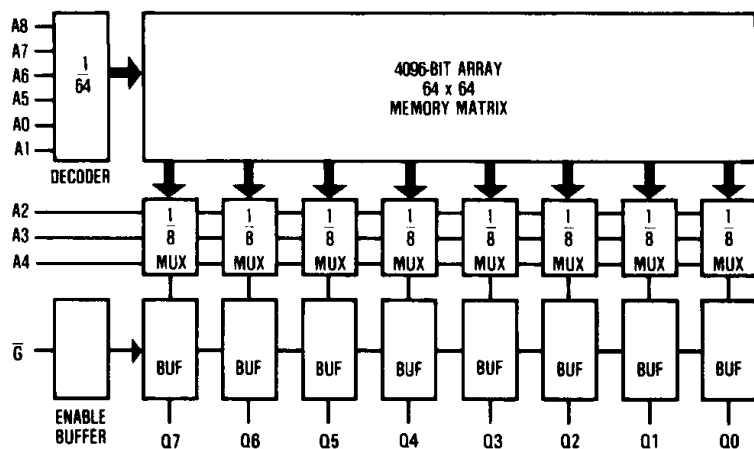 A8
A7
A6
A5
A0
A1
1
64
DECODER
4096-BIT ARRAY
64 x 64
MEMORY MATRIX
A2
A3
A4
1
8
MUX
1
8
MUX
1
8
MUX
1
8
MUX
1
8
MUX
1
8
MUX
1
8
MUX
1
8
MUX
G̅
ENABLE
BUFFER
BUF
BUF
BUF
BUF
BUF
BUF
BUF
BUF
Q7
Q6
Q5
Q4
Q3
Q2
Q1
Q0